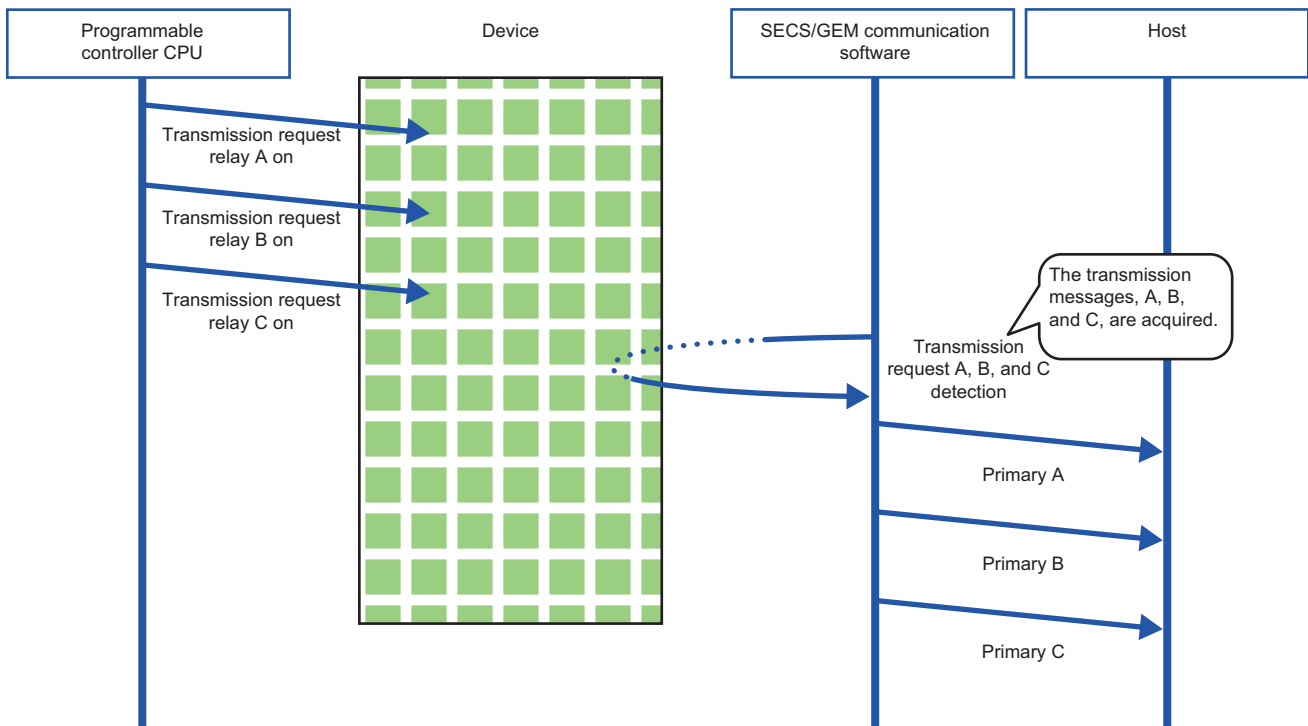 Programmable
controller CPU
Device
SECS/GEM communication
software
Host
Transmission request
relay A on
Transmission request
relay B on
Transmission request
relay C on
The transmission
messages, A, B,
and C, are acquired.
Transmission
request A, B, and C
detection
Primary A
Primary B
Primary C